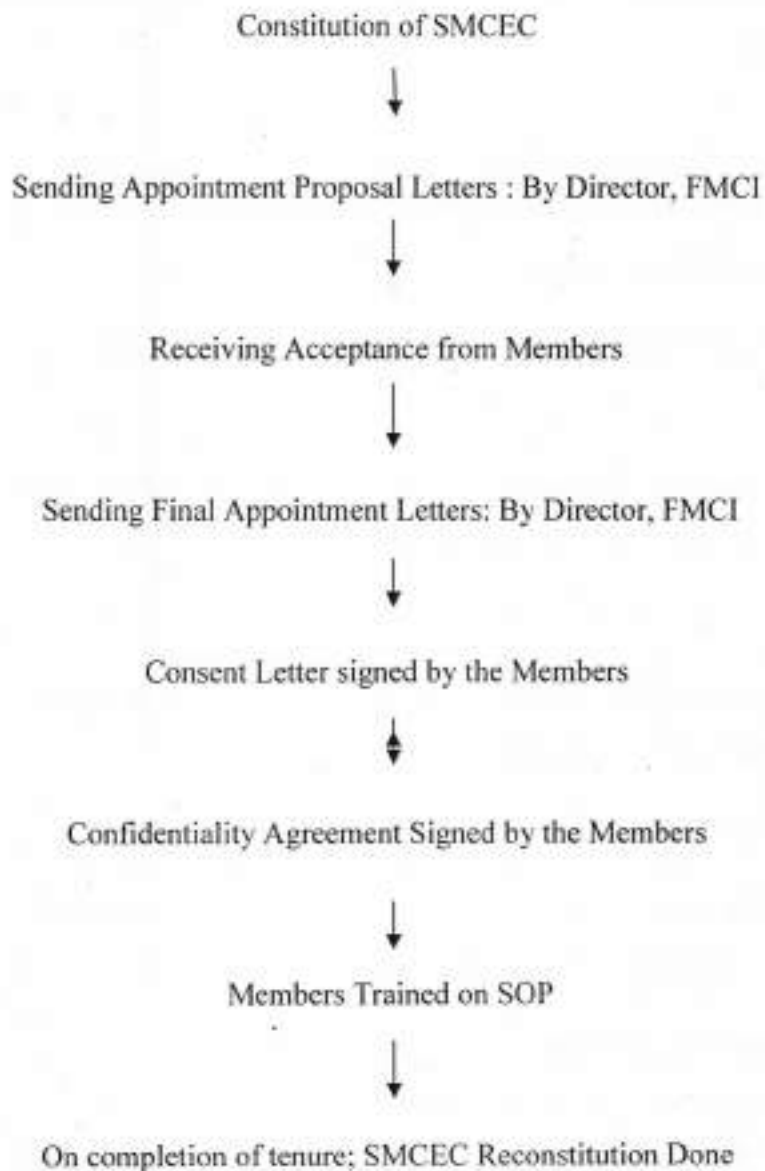 Constitution of SMCEC
Sending Appointment Proposal Letters : By Director, FMCI
Receiving Acceptance from Members
Sending Final Appointment Letters: By Director, FMCI
Consent Letter signed by the Members
Confidentiality Agreement Signed by the Members
Members Trained on SOP
On completion of tenure; SMCEC Reconstitution Done